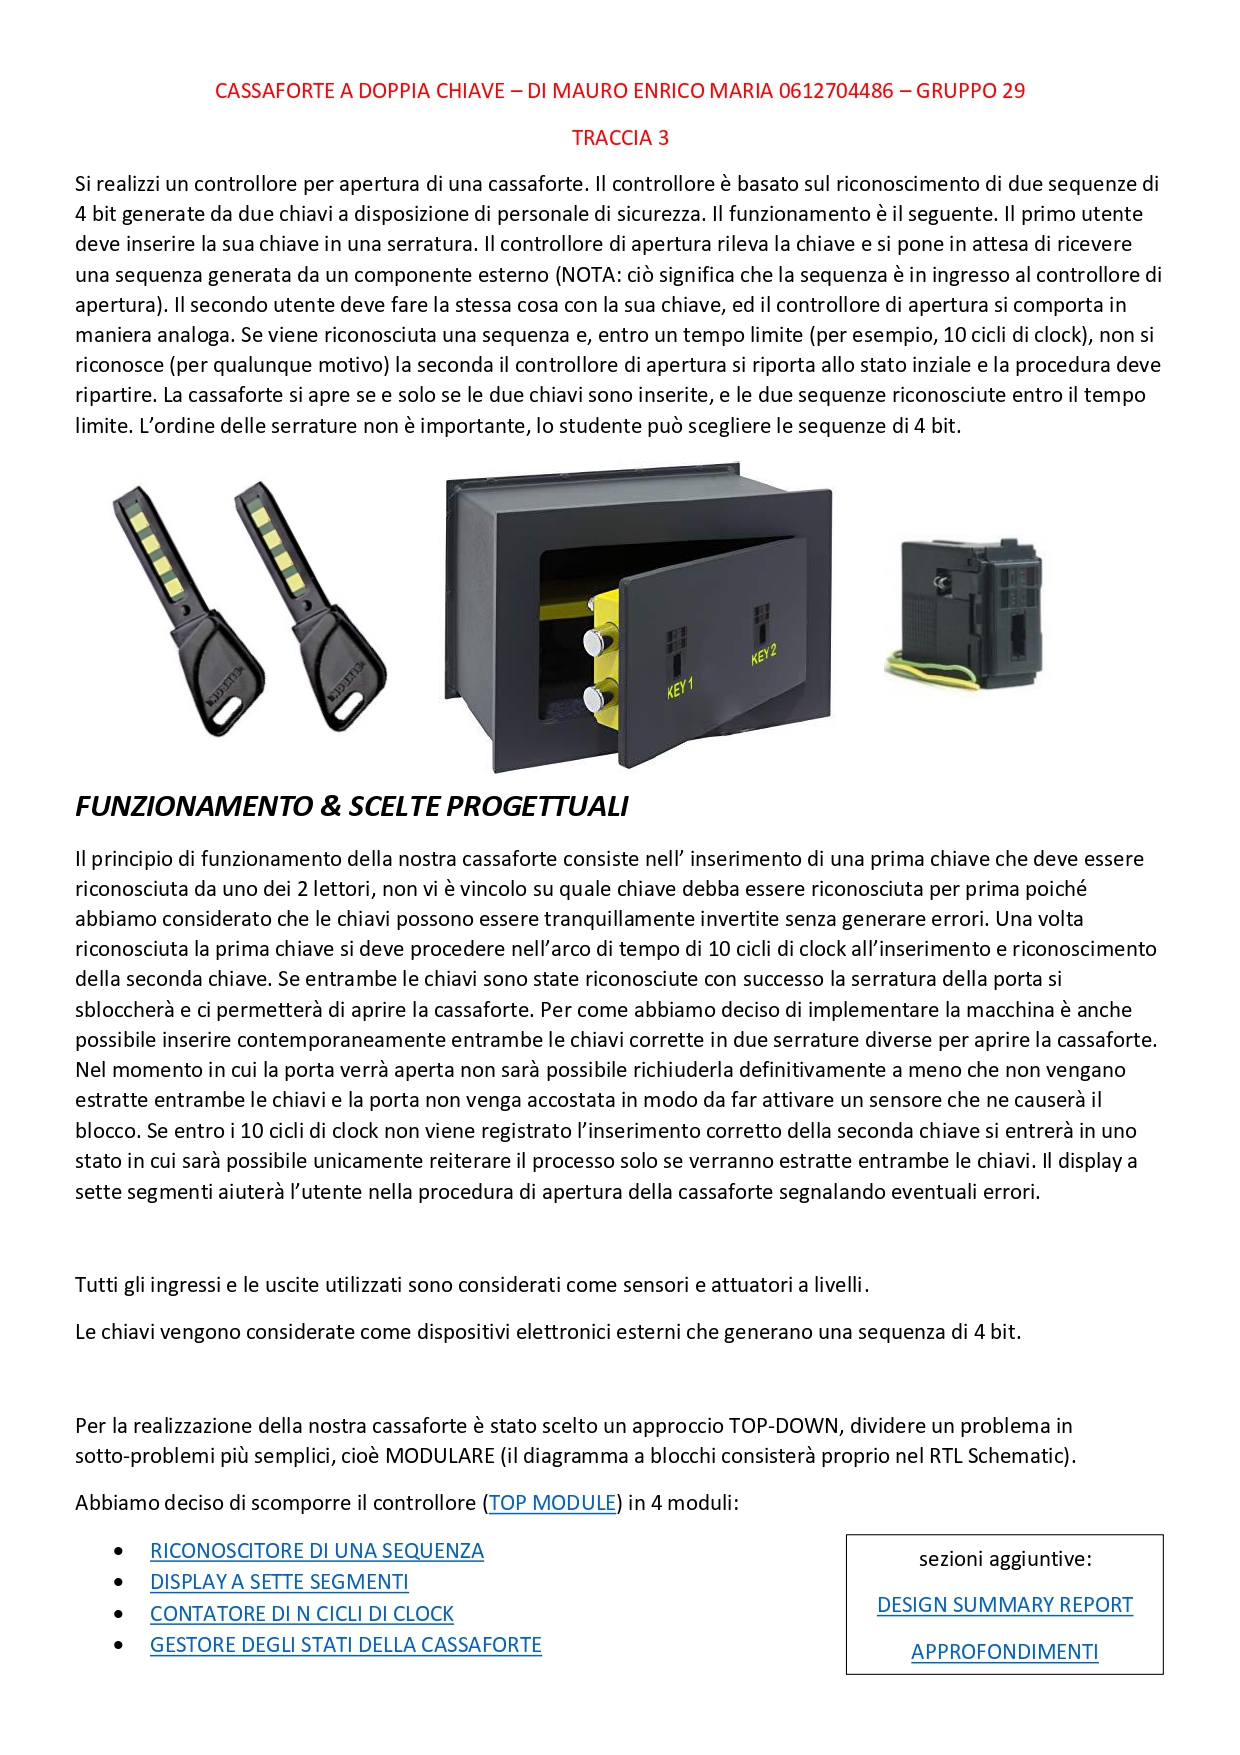 CASSAFORTE A DOPPIA CHIAVE – DI MAURO ENRICO MARIA 0612704486 – GRUPPO 29
TRACCIA 3
Si realizzi un controllore per apertura di una cassaforte. Il controllore è basato sul riconoscimento di due sequenze di
4 bit generate da due chiavi a disposizione di personale di sicurezza. Il funzionamento è il seguente. Il primo utente
deve inserire la sua chiave in una serratura. Il controllore di apertura rileva la chiave e si pone in attesa di ricevere
una sequenza generata da un componente esterno (NOTA: ciò significa che la sequenza è in ingresso al controllore di
apertura). Il secondo utente deve fare la stessa cosa con la sua chiave, ed il controllore di apertura si comporta in
maniera analoga. Se viene riconosciuta una sequenza e, entro un tempo limite (per esempio, 10 cicli di clock), non si
riconosce (per qualunque motivo) la seconda il controllore di apertura si riporta allo stato inziale e la procedura deve
ripartire. La cassaforte si apre se e solo se le due chiavi sono inserite, e le due sequenze riconosciute entro il tempo
limite. L’ordine delle serrature non è importante, lo studente può scegliere le sequenze di 4 bit.
KEY 1
KEY 2
FUNZIONAMENTO & SCELTE PROGETTUALI
Il principio di funzionamento della nostra cassaforte consiste nell’ inserimento di una prima chiave che deve essere
riconosciuta da uno dei 2 lettori, non vi è vincolo su quale chiave debba essere riconosciuta per prima poiché
abbiamo considerato che le chiavi possono essere tranquillamente invertite senza generare errori. Una volta
riconosciuta la prima chiave si deve procedere nell’arco di tempo di 10 cicli di clock all’inserimento e riconoscimento
della seconda chiave. Se entrambe le chiavi sono state riconosciute con successo la serratura della porta si
sbloccherà e ci permetterà di aprire la cassaforte. Per come abbiamo deciso di implementare la macchina è anche
possibile inserire contemporaneamente entrambe le chiavi corrette in due serrature diverse per aprire la cassaforte.
Nel momento in cui la porta verrà aperta non sarà possibile richiuderla definitivamente a meno che non vengano
estratte entrambe le chiavi e la porta non venga accostata in modo da far attivare un sensore che ne causerà il
blocco. Se entro i 10 cicli di clock non viene registrato l’inserimento corretto della seconda chiave si entrerà in uno
stato in cui sarà possibile unicamente reiterare il processo solo se verranno estratte entrambe le chiavi. Il display a
sette segmenti aiuterà l’utente nella procedura di apertura della cassaforte segnalando eventuali errori.
Tutti gli ingressi e le uscite utilizzati sono considerati come sensori e attuatori a livelli.
Le chiavi vengono considerate come dispositivi elettronici esterni che generano una sequenza di 4 bit.
Per la realizzazione della nostra cassaforte è stato scelto un approccio TOP-DOWN, dividere un problema in
sotto-problemi più semplici, cioè MODULARE (il diagramma a blocchi consisterà proprio nel RTL Schematic).
Abbiamo deciso di scomporre il controllore (TOP MODULE) in 4 moduli:
• RICONOSCITORE DI UNA SEQUENZA
• DISPLAY A SETTE SEGMENTI
• CONTATORE DI N CICLI DI CLOCK
• GESTORE DEGLI STATI DELLA CASSAFORTE
sezioni aggiuntive:
DESIGN SUMMARY REPORT
APPROFONDIMENTI